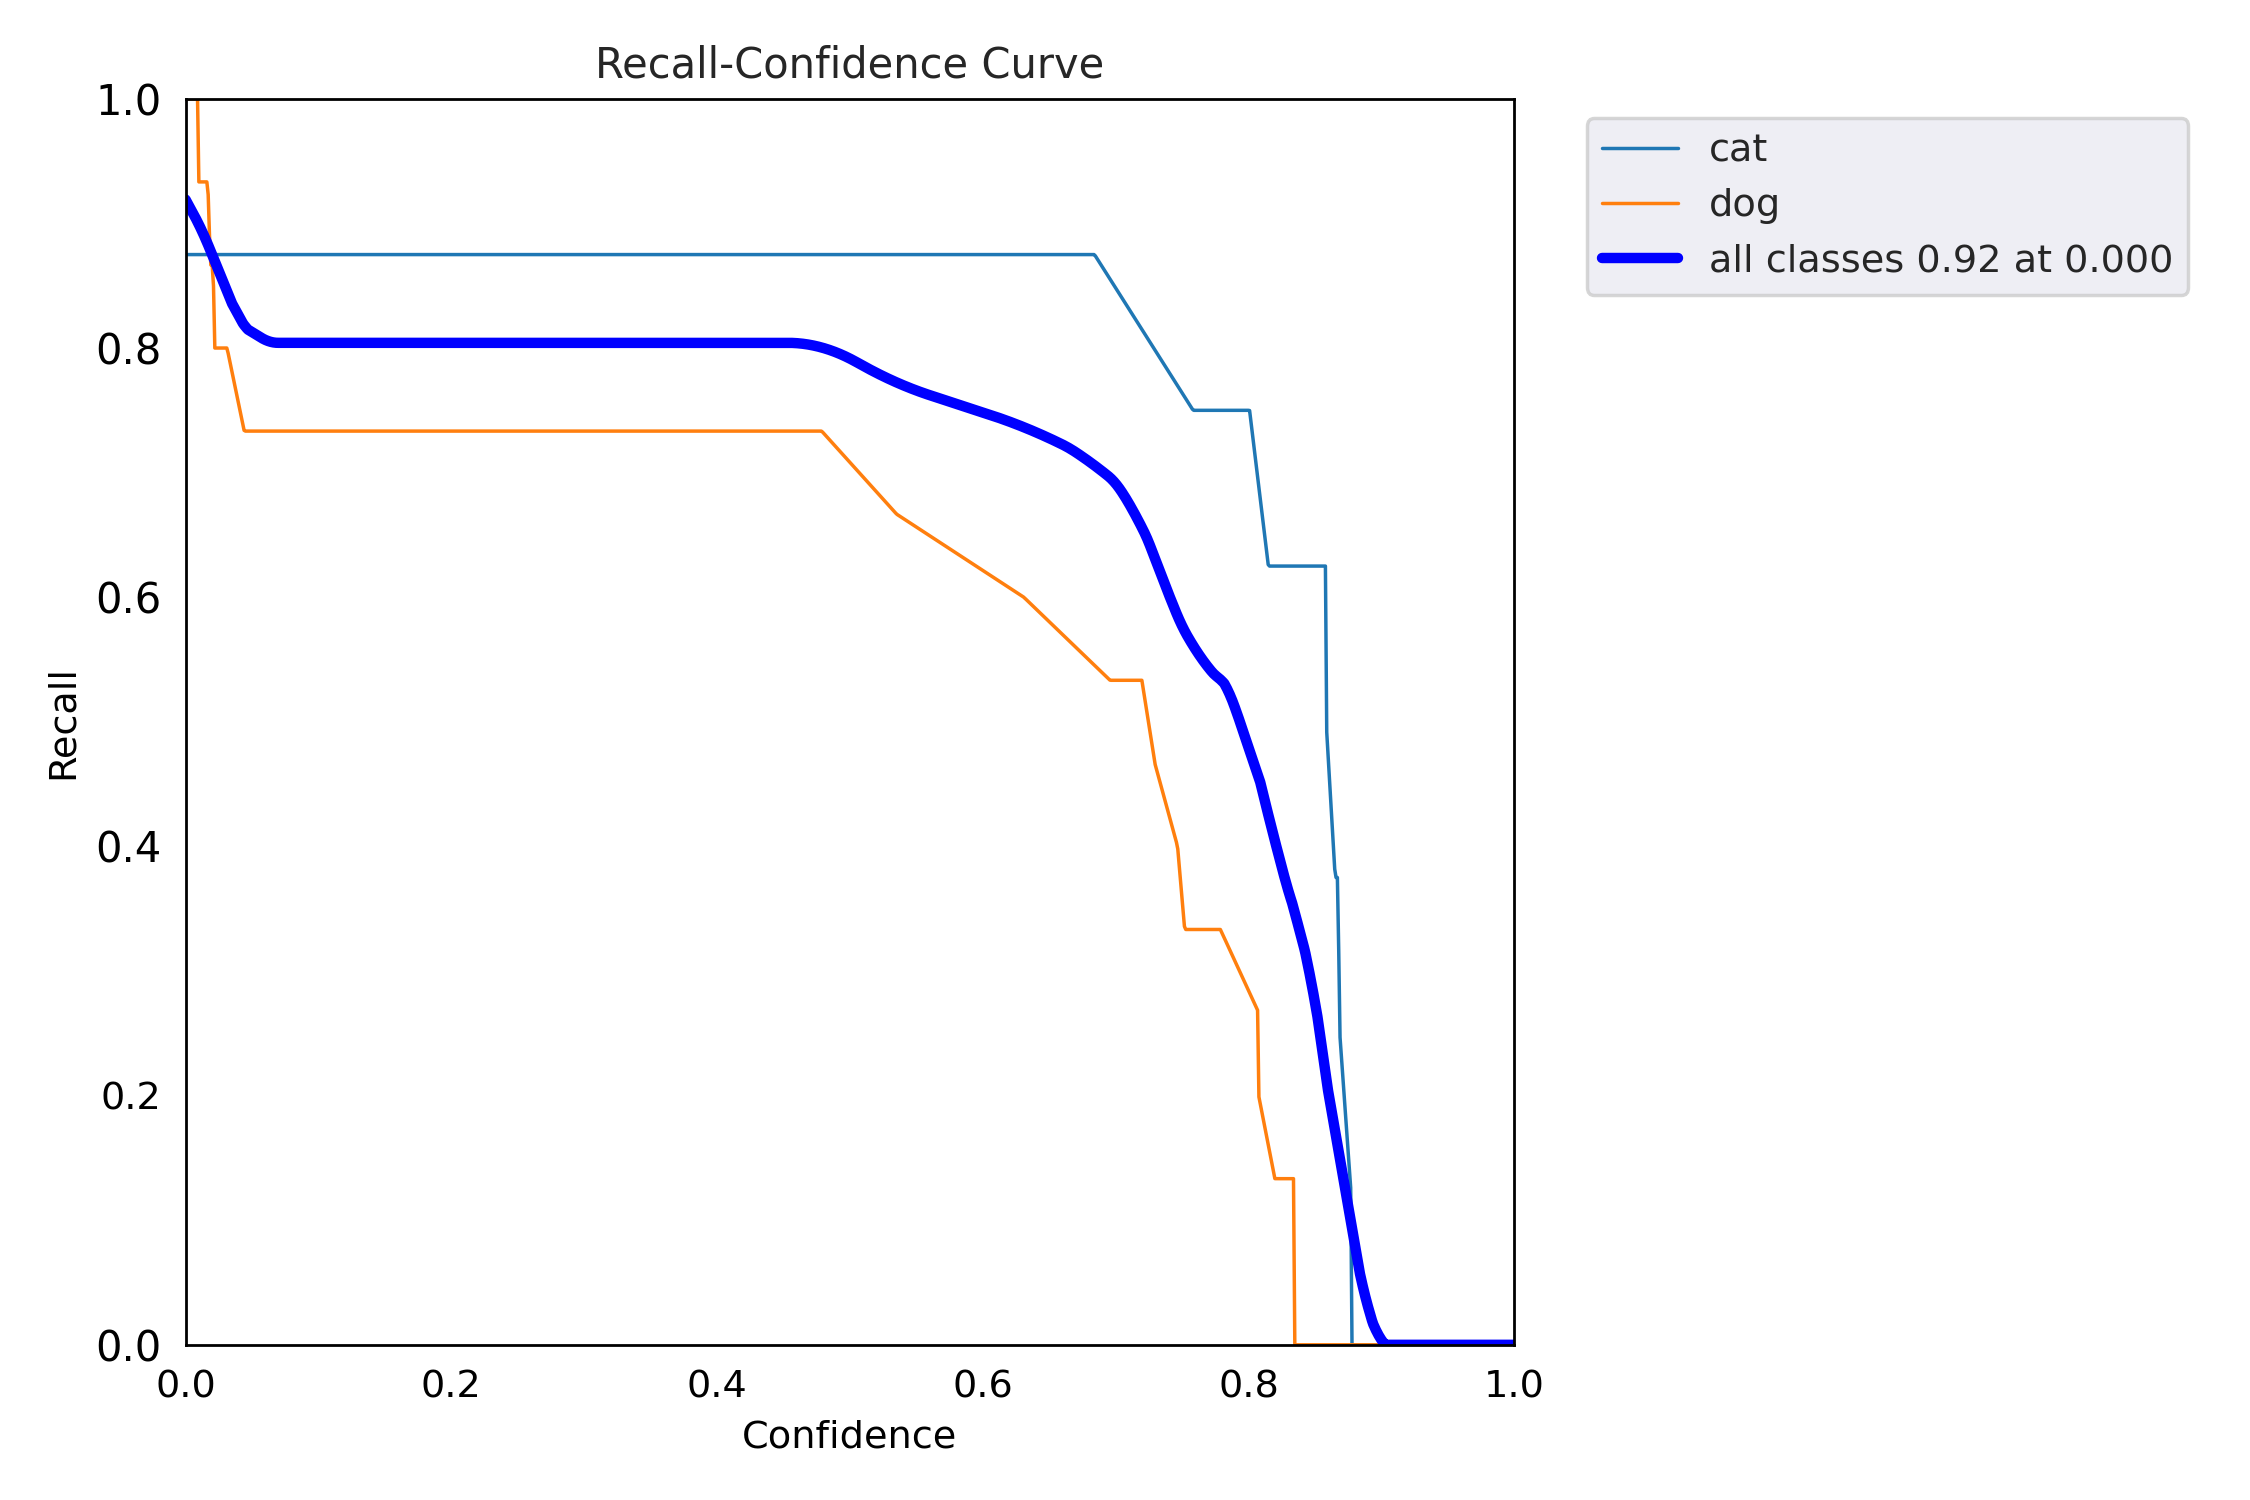 Recall-Confidence Curve
1.0
0.8
0.6
0.4
0.2
0.0
Recall
0.0 0.2 0.4 0.6 0.8 1.0
Confidence
cat
dog
all classes 0.92 at 0.000